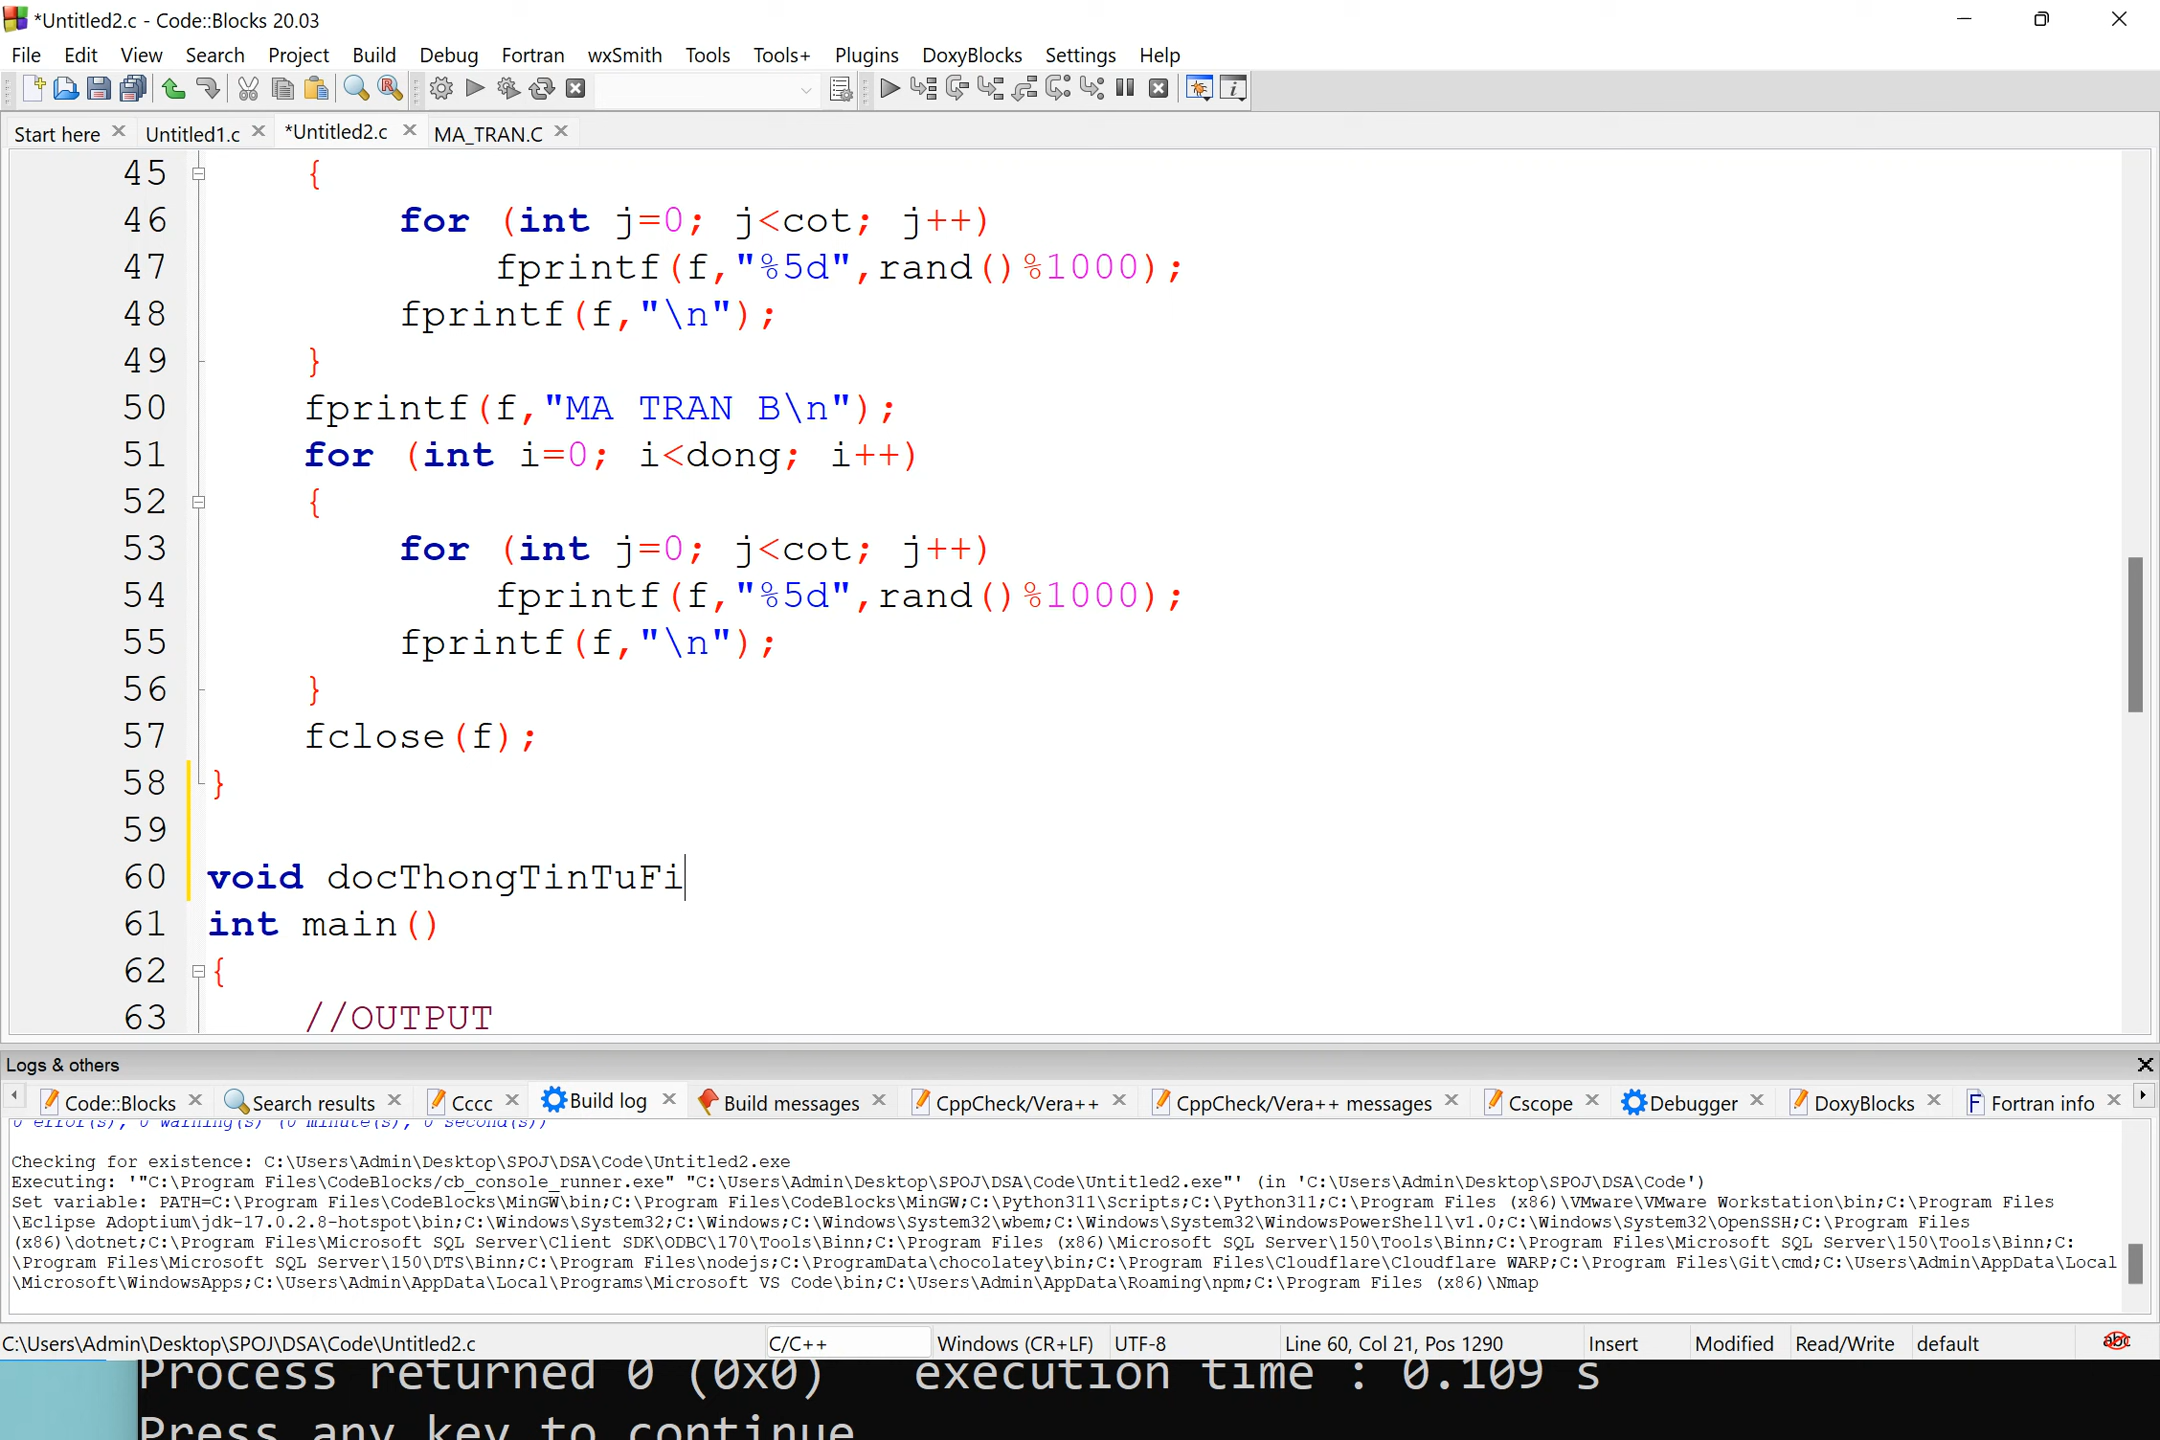 *Untitled2.c - Code::Blocks 20.03
File Edit View Search Project Build Debug Fortran wxSmith Tools Tools+ Plugins DoxyBlocks Settings Help
Start here Untitled1.c *Untitled2.c MA_TRAN.C
45 {
46 for (int j=0; j<cot; j++)
47 fprintf(f,"%5d",rand()%1000);
48 fprintf(f,"\n");
49 }
50 fprintf(f,"MA TRAN B\n");
51 for (int i=0; i<dong; i++)
52 {
53 for (int j=0; j<cot; j++)
54 fprintf(f,"%5d",rand()%1000);
55 fprintf(f,"\n");
56 }
57 fclose(f);
58 }
59
60 void docThongTinTuFi
61 int main()
62 {
63 //OUTPUT
Logs & others
Code::Blocks Search results Cccc Build log Build messages CppCheck/Vera++ CppCheck/Vera++ messages Cscope Debugger DoxyBlocks Fortran info
0 error(s), 0 warning(s) (0 minute(s), 0 second(s))
Checking for existence: C:\Users\Admin\Desktop\SPOJ\DSA\Code\Untitled2.exe
Executing: '"C:\Program Files\CodeBlocks/cb_console_runner.exe" "C:\Users\Admin\Desktop\SPOJ\DSA\Code\Untitled2.exe"' (in 'C:\Users\Admin\Desktop\SPOJ\DSA\Code')
Set variable: PATH=C:\Program Files\CodeBlocks\MinGW\bin;C:\Program Files\CodeBlocks\MinGW;C:\Python311\Scripts;C:\Python311;C:\Program Files (x86)\VMware\VMware Workstation\bin;C:\Program Files
\Eclipse Adoptium\jdk-17.0.2.8-hotspot\bin;C:\Windows\System32;C:\Windows;C:\Windows\System32\wbem;C:\Windows\System32\WindowsPowerShell\v1.0;C:\Windows\System32\OpenSSH;C:\Program Files
(x86)\dotnet;C:\Program Files\Microsoft SQL Server\Client SDK\ODBC\170\Tools\Binn;C:\Program Files (x86)\Microsoft SQL Server\150\Tools\Binn;C:\Program Files\Microsoft SQL Server\150\Tools\Binn;C:
\Program Files\Microsoft SQL Server\150\DTS\Binn;C:\Program Files\nodejs;C:\ProgramData\chocolatey\bin;C:\Program Files\Cloudflare\Cloudflare WARP;C:\Program Files\Git\cmd;C:\Users\Admin\AppData\Local
\Microsoft\WindowsApps;C:\Users\Admin\AppData\Local\Programs\Microsoft VS Code\bin;C:\Users\Admin\AppData\Roaming\npm;C:\Program Files (x86)\Nmap
C:\Users\Admin\Desktop\SPOJ\DSA\Code\Untitled2.c C/C++ Windows (CR+LF) UTF-8 Line 60, Col 21, Pos 1290 Insert Modified Read/Write default abc
Process returned 0 (0x0) execution time : 0.109 s
Press any key to continue